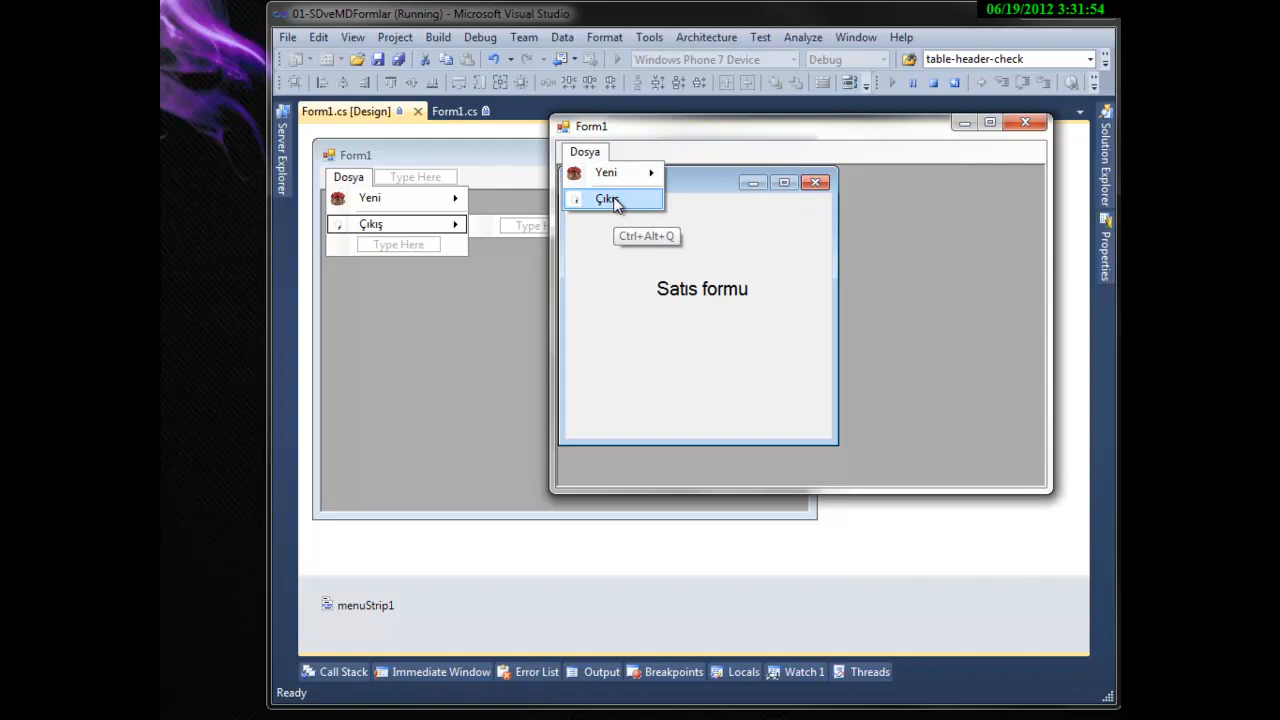 06/19/2012 3:31:54
01-SDveMDFormlar (Running) - Microsoft Visual Studio
File Edit View Project Build Debug Team Data Format Tools Architecture Test Analyze Window Help
Windows Phone 7 Device Debug table-header-check
Form1.cs [Design] Form1.cs
Server Explorer
Solution Explorer
Properties
Form1
Dosya Type Here
Yeni
Çıkış Type Here
Type Here
Form1
Dosya
Yeni
Çıkış
Ctrl+Alt+Q
Satıs formu
menuStrip1
Call Stack Immediate Window Error List Output Breakpoints Locals Watch 1 Threads
Ready